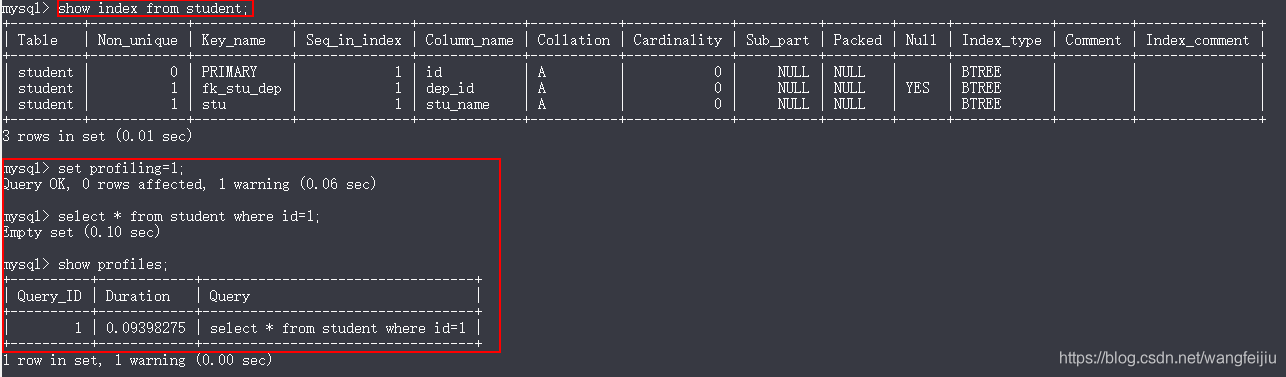 mysql> show index from student;
+---------+------------+------------+--------------+-------------+-----------+-------------+----------+--------+------+------------+---------+---------------+
| Table | Non_unique | Key_name | Seq_in_index | Column_name | Collation | Cardinality | Sub_part | Packed | Null | Index_type | Comment | Index_comment |
+---------+------------+------------+--------------+-------------+-----------+-------------+----------+--------+------+------------+---------+---------------+
| student | 0 | PRIMARY | 1 | id | A | 0 | NULL | NULL | | BTREE | | |
| student | 1 | fk_stu_dep | 1 | dep_id | A | 0 | NULL | NULL | YES | BTREE | | |
| student | 1 | stu | 1 | stu_name | A | 0 | NULL | NULL | | BTREE | | |
+---------+------------+------------+--------------+-------------+-----------+-------------+----------+--------+------+------------+---------+---------------+
3 rows in set (0.01 sec)
mysql> set profiling=1;
Query OK, 0 rows affected, 1 warning (0.06 sec)
mysql> select * from student where id=1;
Empty set (0.10 sec)
mysql> show profiles;
+----------+------------+----------------------------------+
| Query_ID | Duration | Query |
+----------+------------+----------------------------------+
| 1 | 0.09398275 | select * from student where id=1 |
+----------+------------+----------------------------------+
1 row in set, 1 warning (0.00 sec)
https://blog.csdn.net/wangfeijiu